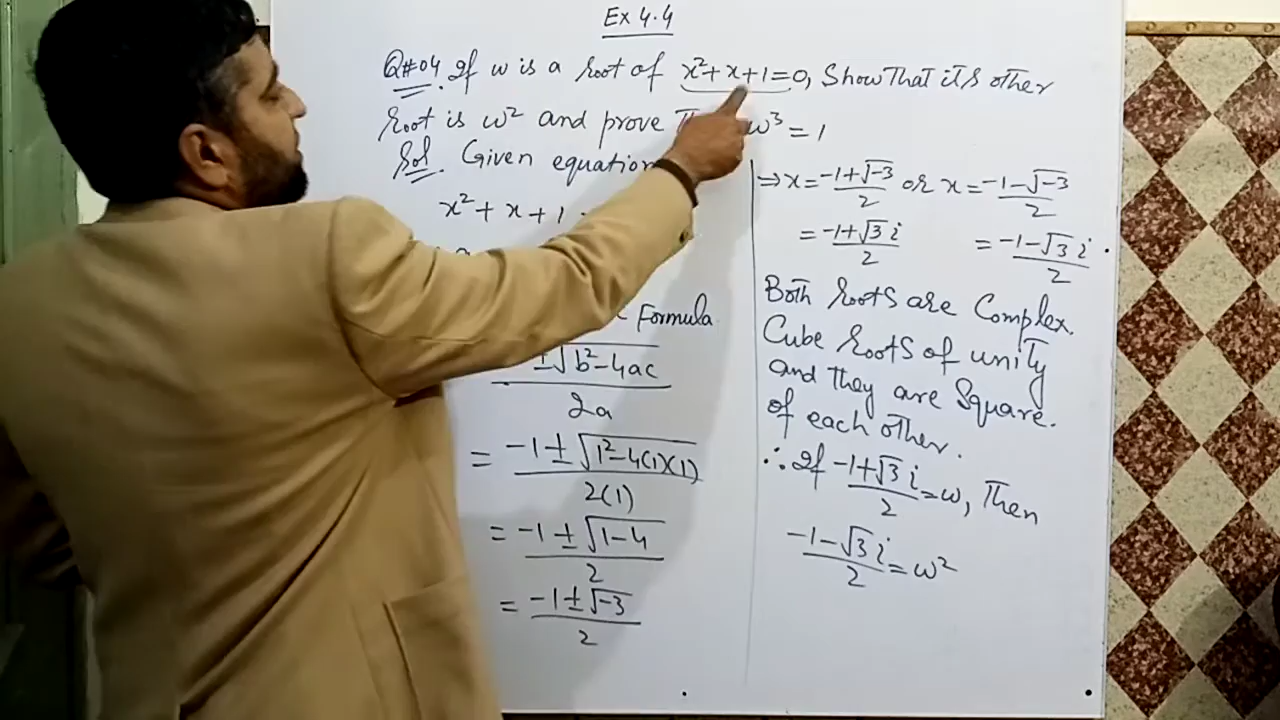 Ex 4.4
Q#04. If ω is a root of x²+x+1=0, Show That it,s other
root is ω² and prove ω³ = 1
Sol. Given equation
x² + x + 1
Formula
±√b²-4ac
2a
= -1 ± √1²-4(1)(1)
2(1)
= -1 ± √1-4
2
= -1 ± √-3
2
⇒ x = -1+√-3 / 2 or x = -1-√-3 / 2
= -1+√3 i / 2 = -1-√3 i / 2 .
Both roots are Complex.
Cube roots of unity
and they are Square.
of each other.
∴ If -1+√3 i / 2 = ω, Then
-1-√3 i / 2 = ω²